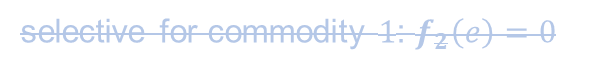 selective for commodity 1: f₂(e) = 0